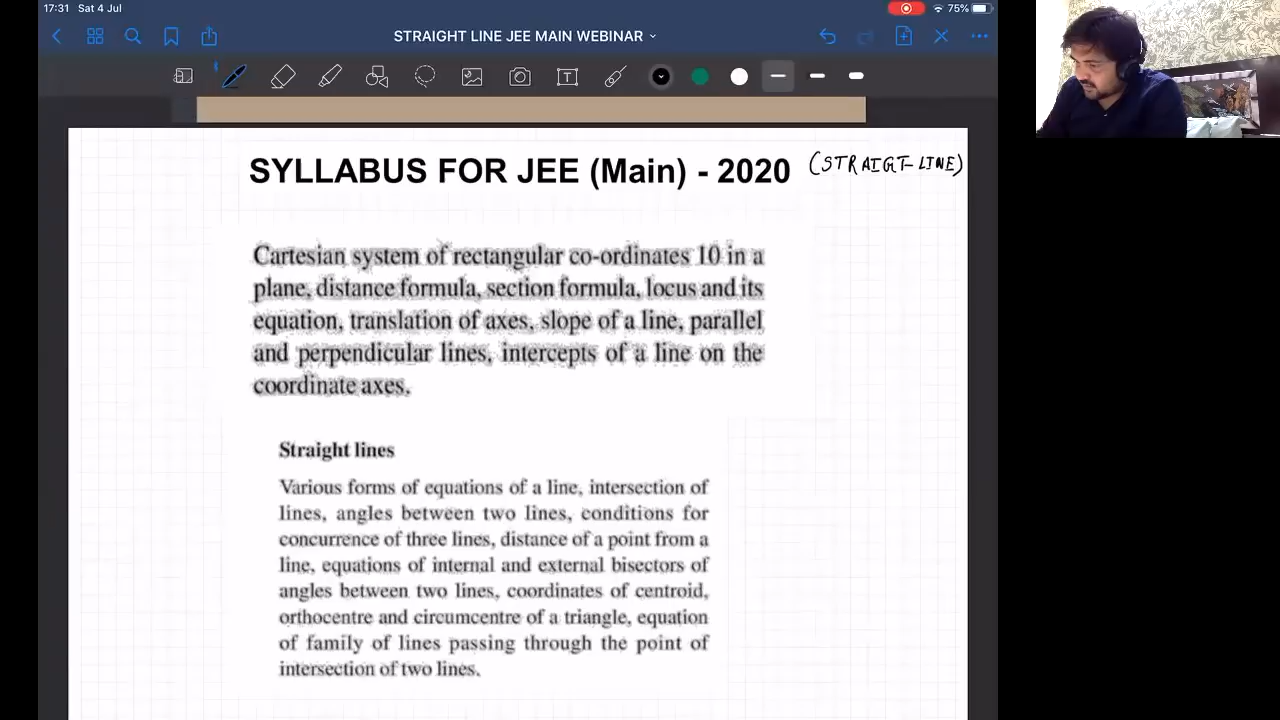 17:31 Sat 4 Jul
75%
STRAIGHT LINE JEE MAIN WEBINAR
SYLLABUS FOR JEE (Main) - 2020 (STRAIGT-LINE)
Cartesian system of rectangular co-ordinates 10 in a
plane, distance formula, section formula, locus and its
equation, translation of axes, slope of a line, parallel
and perpendicular lines, intercepts of a line on the
coordinate axes.
Straight lines
Various forms of equations of a line, intersection of
lines, angles between two lines, conditions for
concurrence of three lines, distance of a point from a
line, equations of internal and external bisectors of
angles between two lines, coordinates of centroid,
orthocentre and circumcentre of a triangle, equation
of family of lines passing through the point of
intersection of two lines.